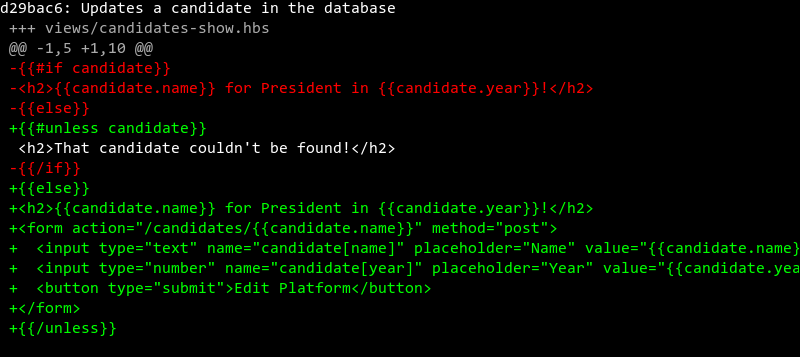 d29bac6: Updates a candidate in the database
+++ views/candidates-show.hbs
@@ -1,5 +1,10 @@
-{{#if candidate}}
-<h2>{{candidate.name}} for President in {{candidate.year}}!</h2>
-{{else}}
+{{#unless candidate}}
 <h2>That candidate couldn't be found!</h2>
-{{/if}}
+{{else}}
+<h2>{{candidate.name}} for President in {{candidate.year}}!</h2>
+<form action="/candidates/{{candidate.name}}" method="post">
+  <input type="text" name="candidate[name]" placeholder="Name" value="{{candidate.name}
+  <input type="number" name="candidate[year]" placeholder="Year" value="{{candidate.yea
+  <button type="submit">Edit Platform</button>
+</form>
+{{/unless}}